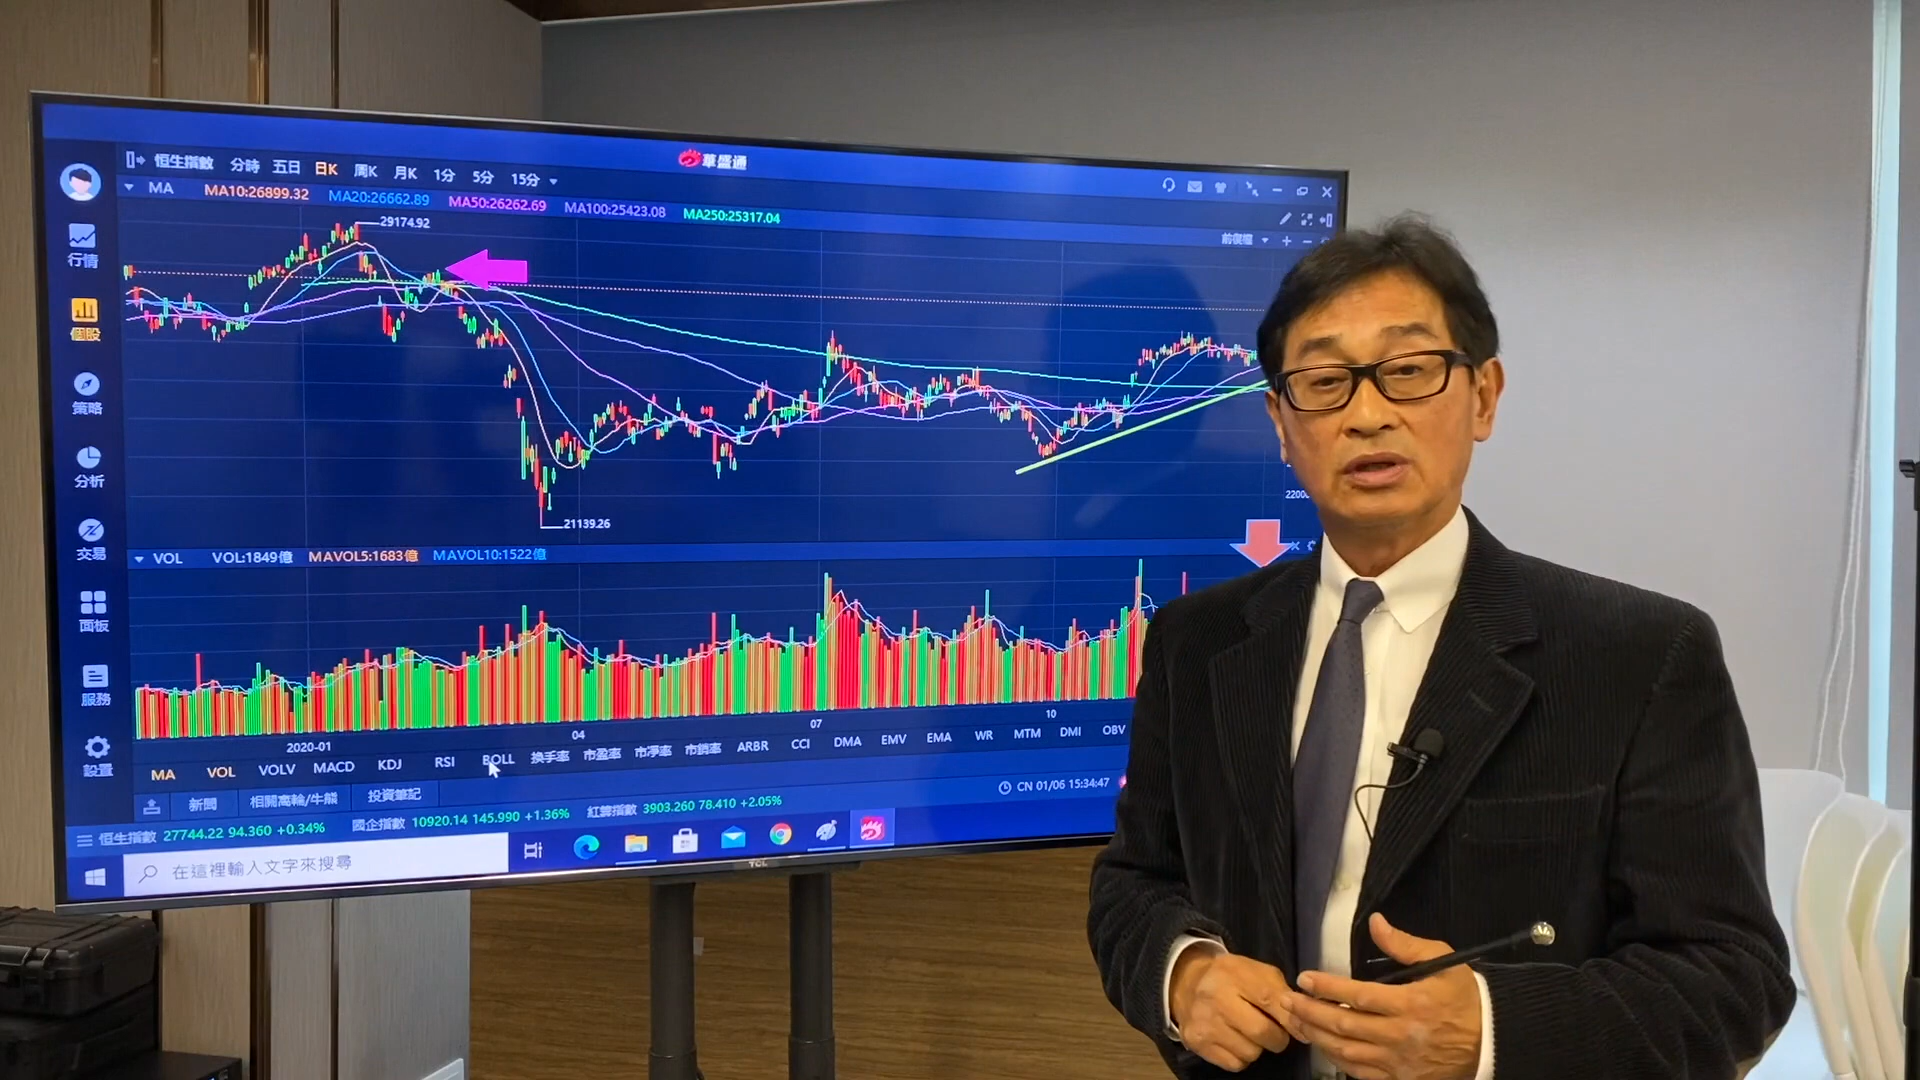 恒生指數 分時 五日 日K 周K 月K 1分 5分 15分
華盛通
MA MA10:26899.32 MA20:26662.89 MA50:26262.69 MA100:25423.08 MA250:25317.04
前復權
29174.92
行情
個股
策略
分析
交易
面板
服務
設置
22000
21139.26
VOL VOL:1849億 MAVOL5:1683億 MAVOL10:1522億
2020-01 04 07 10
MA VOL VOLV MACD KDJ RSI BOLL 換手率 市盈率 市凈率 市銷率 ARBR CCI DMA EMV EMA WR MTM DMI OBV
新聞 相關窩輪/牛熊 投資筆記
CN 01/06 15:34:47
恒生指數 27744.22 94.360 +0.34% 國企指數 10920.14 145.990 +1.36% 紅籌指數 3903.260 78.410 +2.05%
在這裡輸入文字來搜尋
TCL